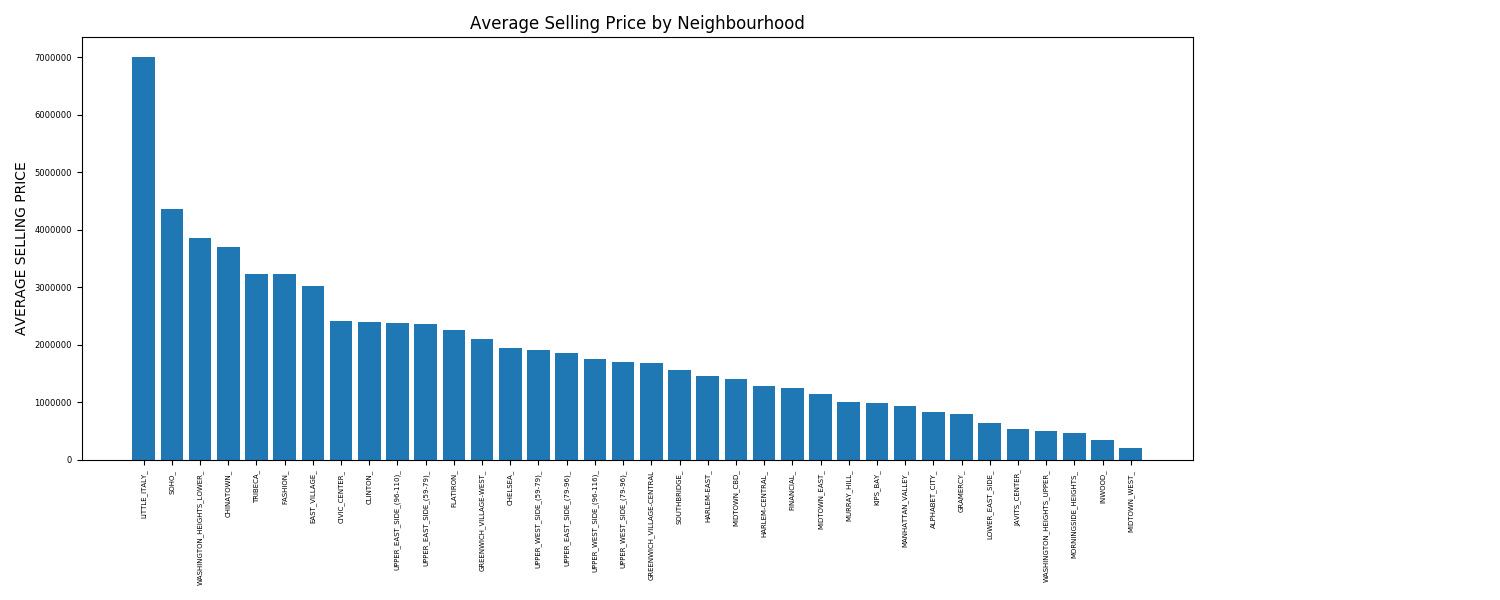 Average Selling Price by Neighbourhood
AVERAGE SELLING PRICE
7000000
6000000
5000000
4000000
3000000
2000000
1000000
0
LITTLE_ITALY_
SOHO_
WASHINGTON_HEIGHTS_LOWER_
CHINATOWN_
TRIBECA_
FASHION_
EAST_VILLAGE_
CIVIC_CENTER_
CLINTON_
UPPER_EAST_SIDE_(96-110)_
UPPER_EAST_SIDE_(59-79)_
FLATIRON_
GREENWICH_VILLAGE-WEST_
CHELSEA_
UPPER_WEST_SIDE_(59-79)_
UPPER_EAST_SIDE_(79-96)_
UPPER_WEST_SIDE_(96-116)_
UPPER_WEST_SIDE_(79-96)_
GREENWICH_VILLAGE-CENTRAL
SOUTHBRIDGE_
HARLEM-EAST_
MIDTOWN_CBD_
HARLEM-CENTRAL_
FINANCIAL_
MIDTOWN_EAST_
MURRAY_HILL_
KIPS_BAY_
MANHATTAN_VALLEY_
ALPHABET_CITY_
GRAMERCY_
LOWER_EAST_SIDE_
JAVITS_CENTER_
WASHINGTON_HEIGHTS_UPPER_
MORNINGSIDE_HEIGHTS_
INWOOD_
MIDTOWN_WEST_